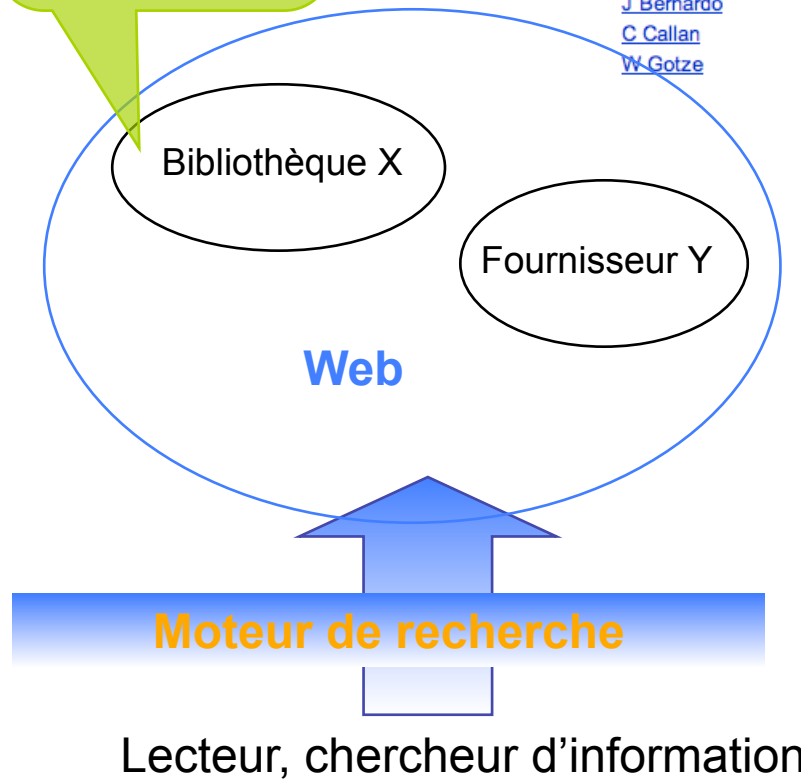 J Bernardo
C Callan
W Gotze
Bibliothèque X
Fournisseur Y
Web
Moteur de recherche
Lecteur, chercheur d’information